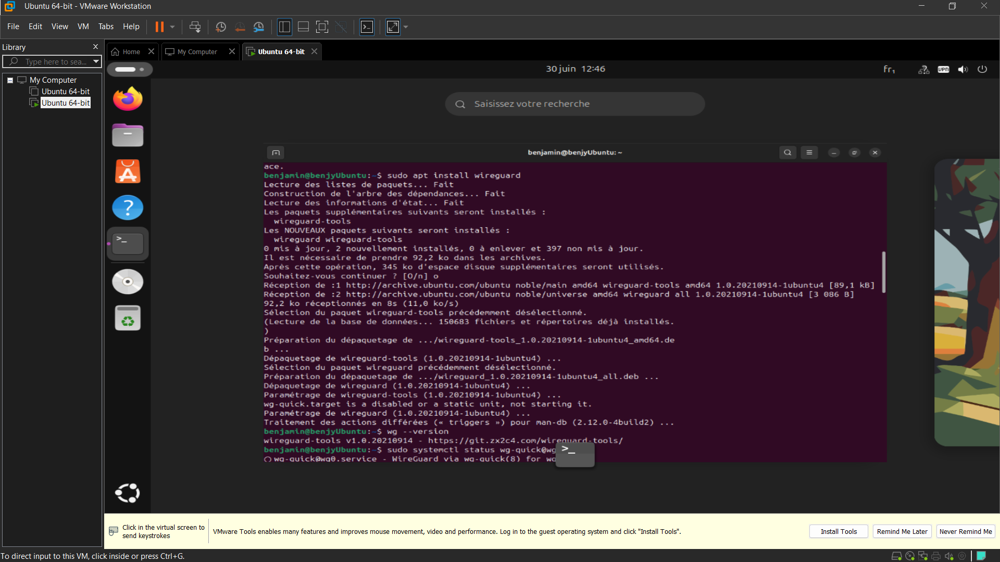 Ubuntu 64-bit - VMware Workstation
File Edit View VM Tabs Help
Library
Home
My Computer
Ubuntu 64-bit
Type here to sea...
My Computer
Ubuntu 64-bit
Ubuntu 64-bit
30 juin 12:46
fr₁
VPN
Saisissez votre recherche
benjamin@benjyUbuntu: ~
ace.
benjamin@benjyUbuntu:~$ sudo apt install wireguard
Lecture des listes de paquets... Fait
Construction de l'arbre des dépendances... Fait
Lecture des informations d'état... Fait
Les paquets supplémentaires suivants seront installés :
wireguard-tools
Les NOUVEAUX paquets suivants seront installés :
wireguard wireguard-tools
0 mis à jour, 2 nouvellement installés, 0 à enlever et 397 non mis à jour.
Il est nécessaire de prendre 92,2 ko dans les archives.
Après cette opération, 345 ko d'espace disque supplémentaires seront utilisés.
Souhaitez-vous continuer ? [O/n] o
Réception de :1 http://archive.ubuntu.com/ubuntu noble/main amd64 wireguard-tools amd64 1.0.20210914-1ubuntu4 [89,1 kB]
Réception de :2 http://archive.ubuntu.com/ubuntu noble/universe amd64 wireguard all 1.0.20210914-1ubuntu4 [3 086 B]
92,2 ko réceptionnés en 8s (11,0 ko/s)
Sélection du paquet wireguard-tools précédemment désélectionné.
(Lecture de la base de données... 150683 fichiers et répertoires déjà installés.
)
Préparation du dépaquetage de .../wireguard-tools_1.0.20210914-1ubuntu4_amd64.de
b ...
Dépaquetage de wireguard-tools (1.0.20210914-1ubuntu4) ...
Sélection du paquet wireguard précédemment désélectionné.
Préparation du dépaquetage de .../wireguard_1.0.20210914-1ubuntu4_all.deb ...
Dépaquetage de wireguard (1.0.20210914-1ubuntu4) ...
Paramétrage de wireguard-tools (1.0.20210914-1ubuntu4) ...
wg-quick.target is a disabled or a static unit, not starting it.
Paramétrage de wireguard (1.0.20210914-1ubuntu4) ...
Traitement des actions différées (« triggers ») pour man-db (2.12.0-4build2) ...
benjamin@benjyUbuntu:~$ wg --version
wireguard-tools v1.0.20210914 - https://git.zx2c4.com/wireguard-tools/
benjamin@benjyUbuntu:~$ sudo systemctl status wg-quick@wg
wg-quick@wg0.service - WireGuard via wg-quick(8) for wg
Click in the virtual screen to
send keystrokes
VMware Tools enables many features and improves mouse movement, video and performance. Log in to the guest operating system and click "Install Tools".
Install Tools
Remind Me Later
Never Remind Me
To direct input to this VM, click inside or press Ctrl+G.